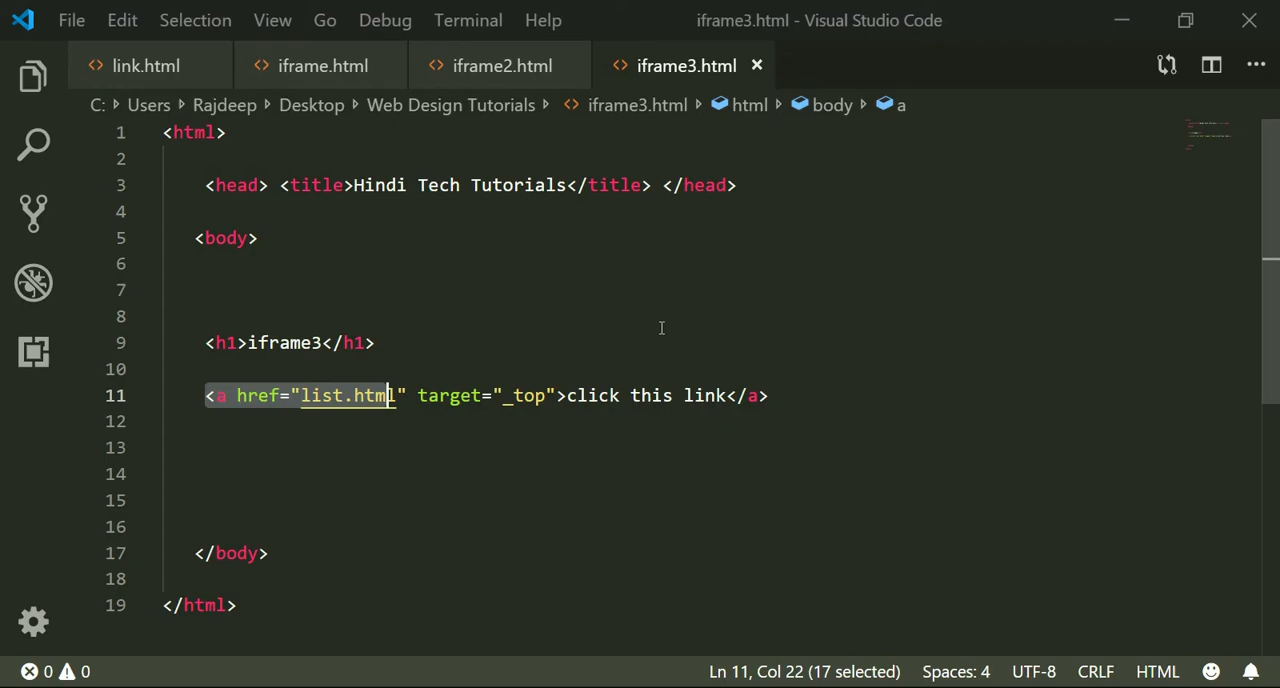 File Edit Selection View Go Debug Terminal Help iframe3.html - Visual Studio Code
link.html iframe.html iframe2.html iframe3.html
C: Users Rajdeep Desktop Web Design Tutorials iframe3.html html body a
1 <html>
2
3 <head> <title>Hindi Tech Tutorials</title> </head>
4
5 <body>
6
7
8
9 <h1>iframe3</h1>
10
11 <a href="list.html" target="_top">click this link</a>
12
13
14
15
16
17 </body>
18
19 </html>
0 0 Ln 11, Col 22 (17 selected) Spaces: 4 UTF-8 CRLF HTML